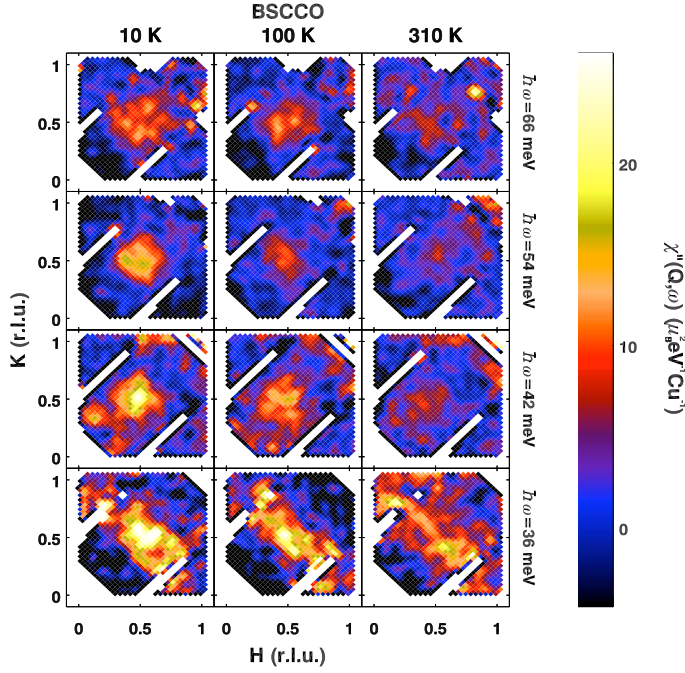 BSCCO
10 K 100 K 310 K
1
0.5
0
ħω=66 meV
1
0.5
0
ħω=54 meV
1
0.5
0
ħω=42 meV
1
0.5
0
ħω=36 meV
0 0.5 1 0 0.5 1 0 0.5 1
H (r.l.u.)
K (r.l.u.)
20
10
0
χ"(Q,ω) (μ²_B eV⁻¹Cu⁻¹)